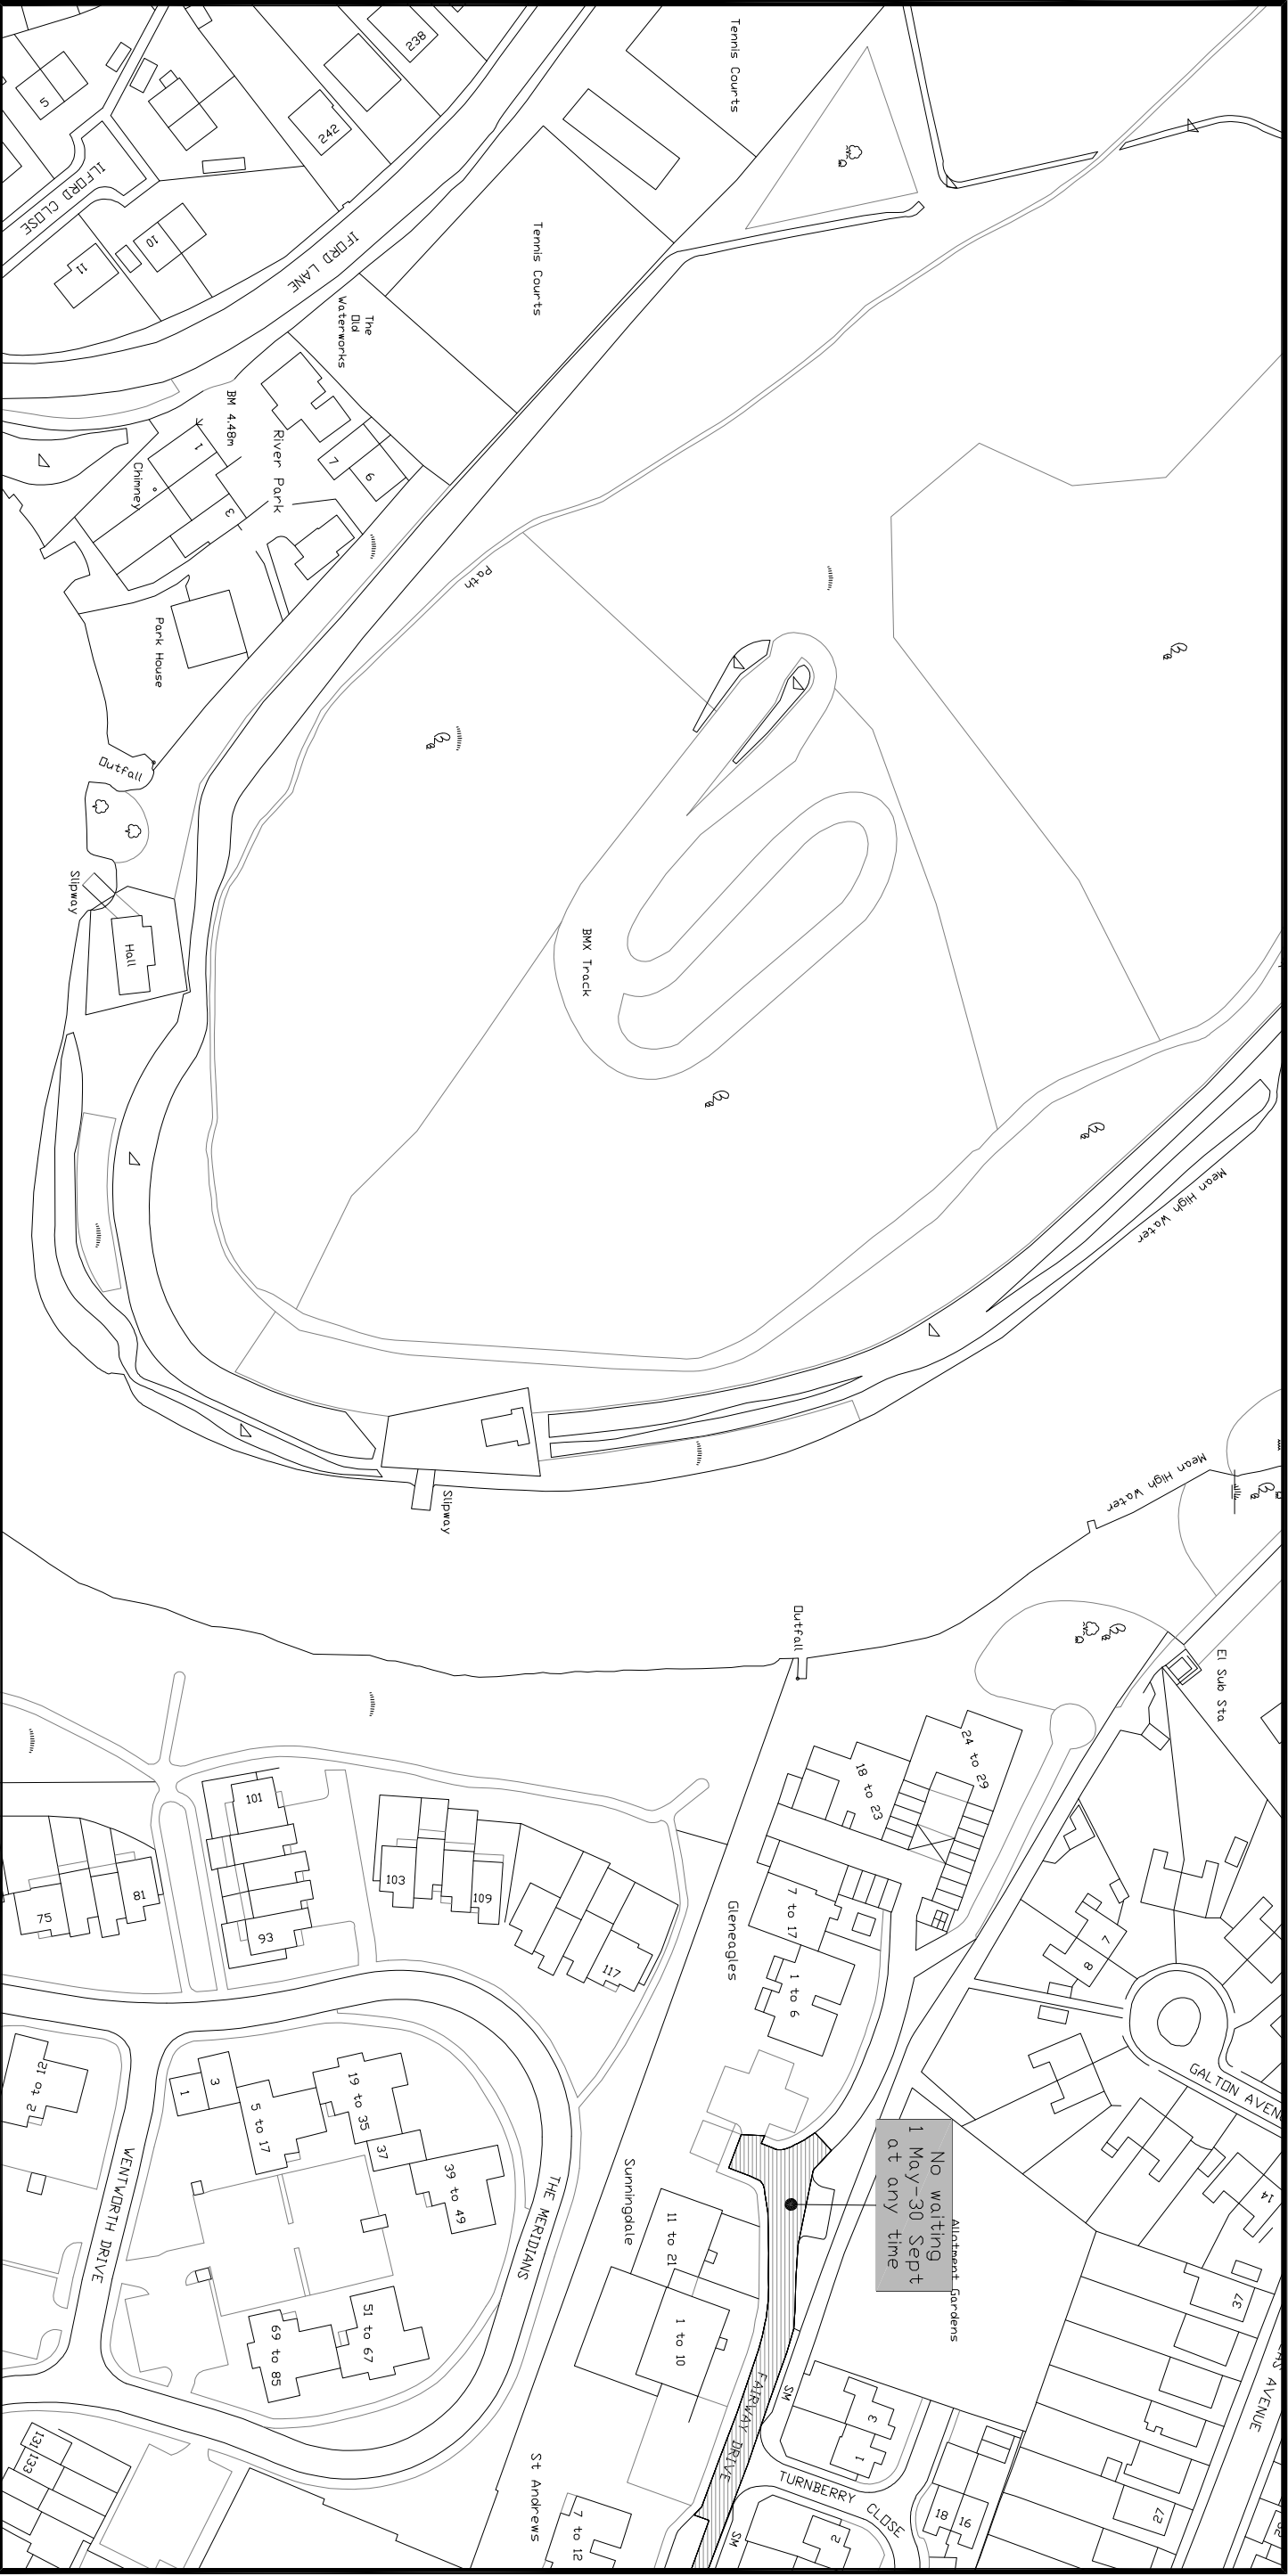 238
Tennis Courts
5
242
ILFORD CLOSE
10
11
IFORD LANE
Tennis Courts
The
Old
Waterworks
BM 4.48m
River Park
1
Chimney
7
6
3
Path
Park House
Outfall
Slipway
Hall
BMX Track
Mean High Water
Mean High Water
Slipway
Outfall
El Sub Sta
24 to 29
18 to 23
101
103
109
81
75
93
117
7 to 17
1 to 6
Gleneagles
7
8
GALTON AVEN
2 to 12
3
1
5 to 17
19 to 35
37
39 to 49
WENTWORTH DRIVE
THE MERIDIANS
Sunningdale
11 to 21
1 to 10
No waiting
1 May-30 Sept
at any time
Allotment Gardens
14
37
51 to 67
69 to 85
FAIRWAY DRIVE
SM
3
1
TURNBERRY CLOSE
AVENUE
131
133
St Andrews
7 to 12
SM
2
18
16
27